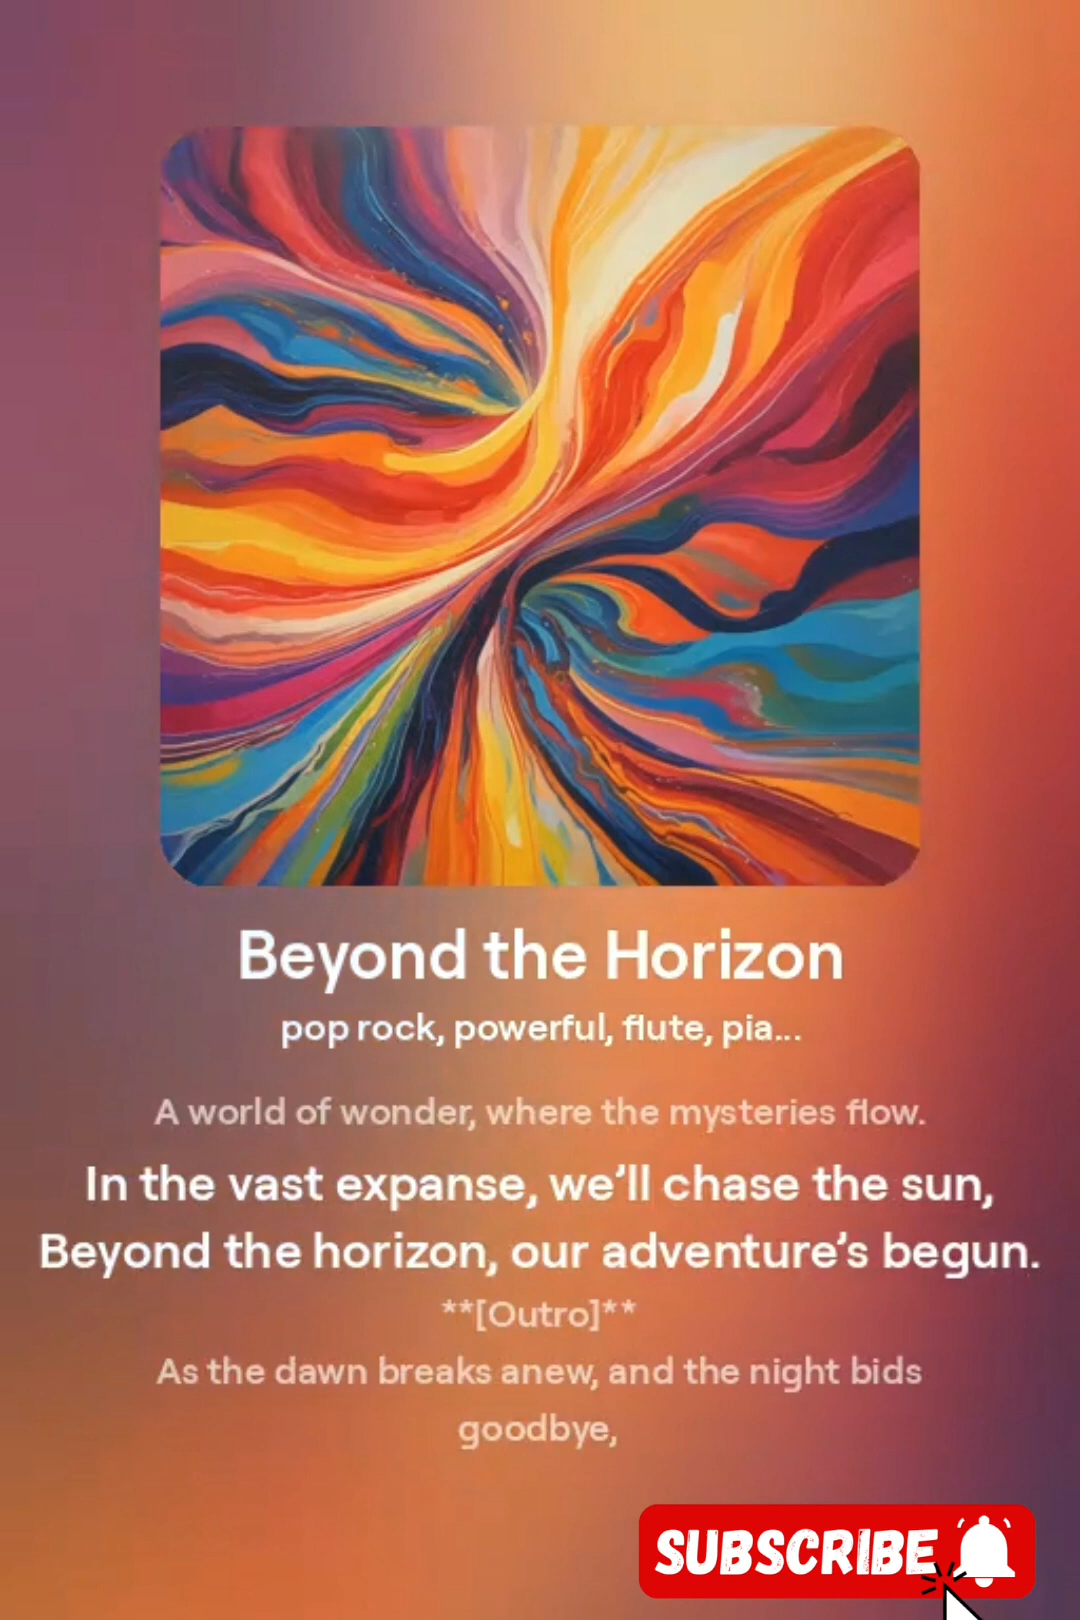 Beyond the Horizon
pop rock, powerful, flute, pia...
A world of wonder, where the mysteries flow.
In the vast expanse, we’ll chase the sun,
Beyond the horizon, our adventure’s begun.
**[Outro]**
As the dawn breaks anew, and the night bids
goodbye,
SUBSCRIBE